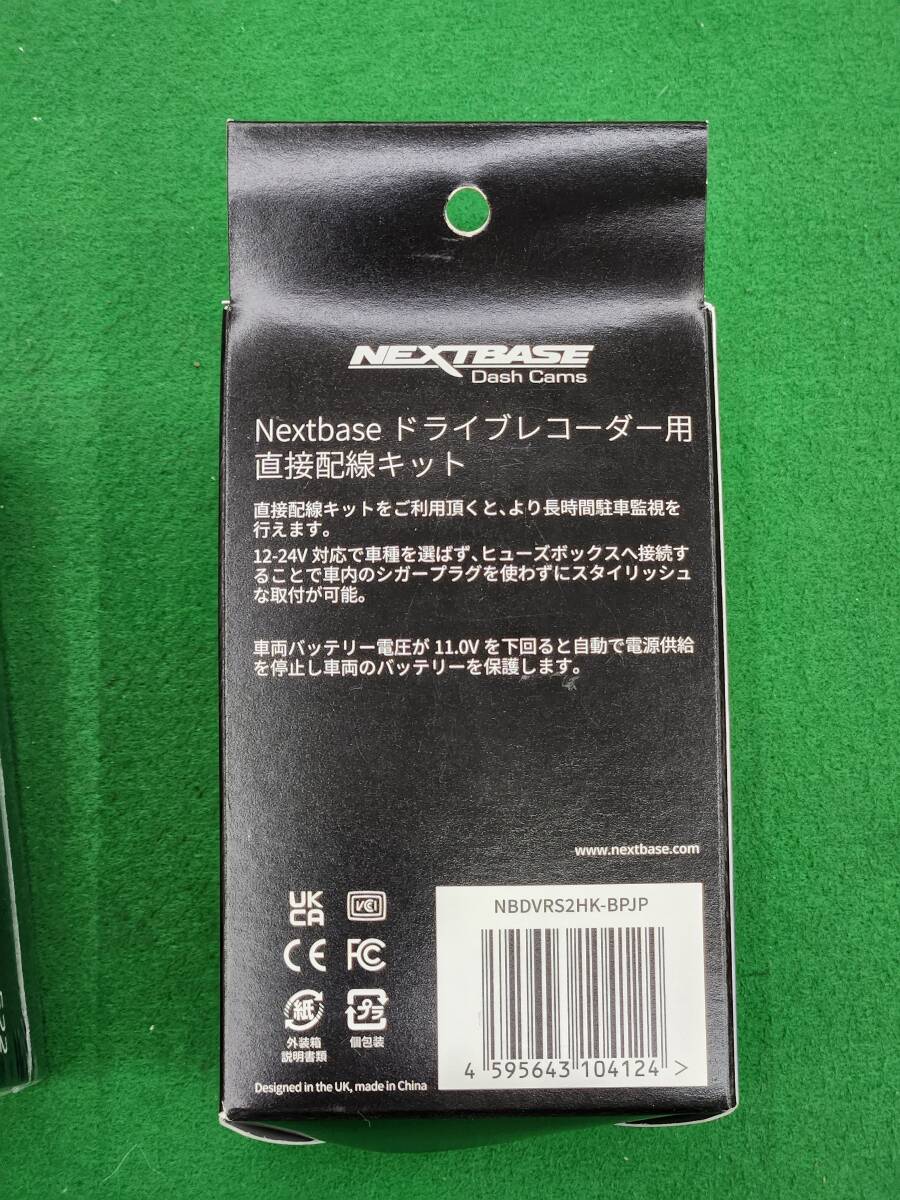 NEXTBASE
Dash Cams
Nextbase ドライブレコーダー用
直接配線キット
直接配線キットをご利用頂くと、より長時間駐車監視を
行えます。
12-24V 対応で車種を選ばず、ヒューズボックスへ接続す
ることで車内のシガープラグを使わずにスタイリッシュ
な取付が可能。
車両バッテリー電圧が 11.0V を下回ると自動で電源供給
を停止し車両のバッテリーを保護します。
www.nextbase.com
UK
CA
VCI
CE FC
紙 プラ
外装箱
説明書類
個包装
NBDVRS2HK-BPJP
4 595643 104124 >
Designed in the UK, made in China